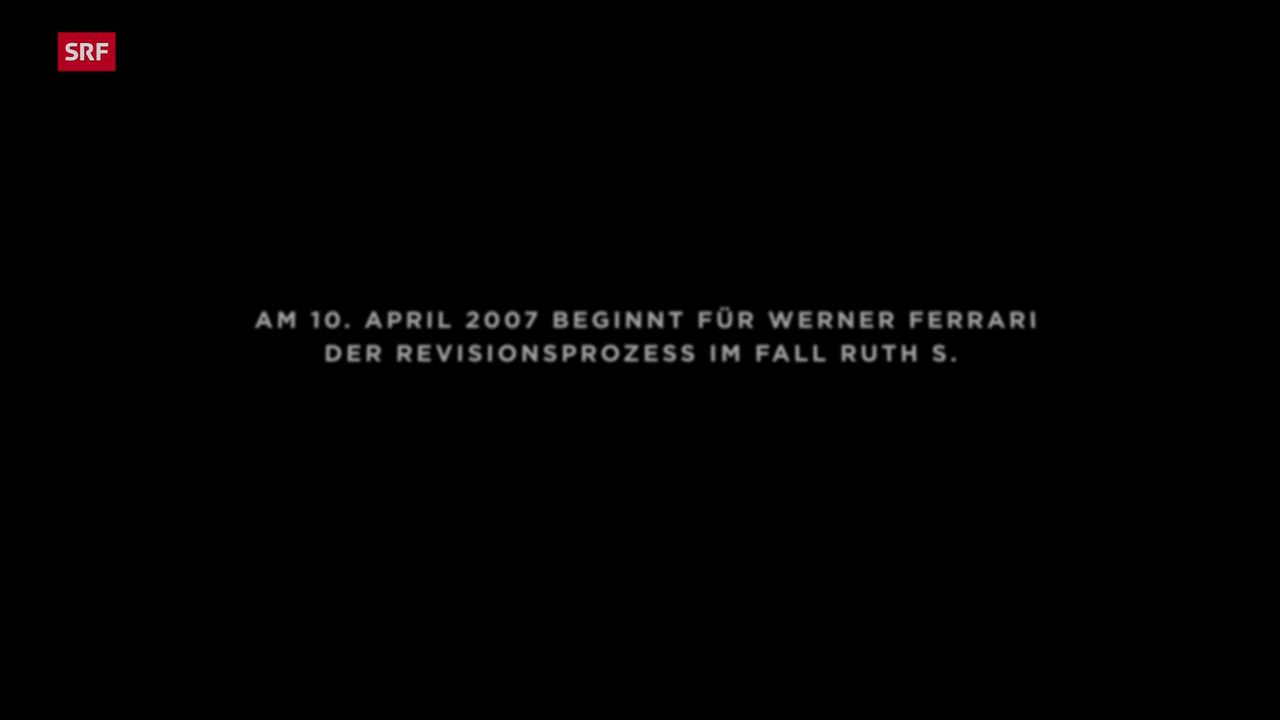 SRF
AM 10. APRIL 2007 BEGINNT FÜR WERNER FERRARI
DER REVISIONSPROZESS IM FALL RUTH S.